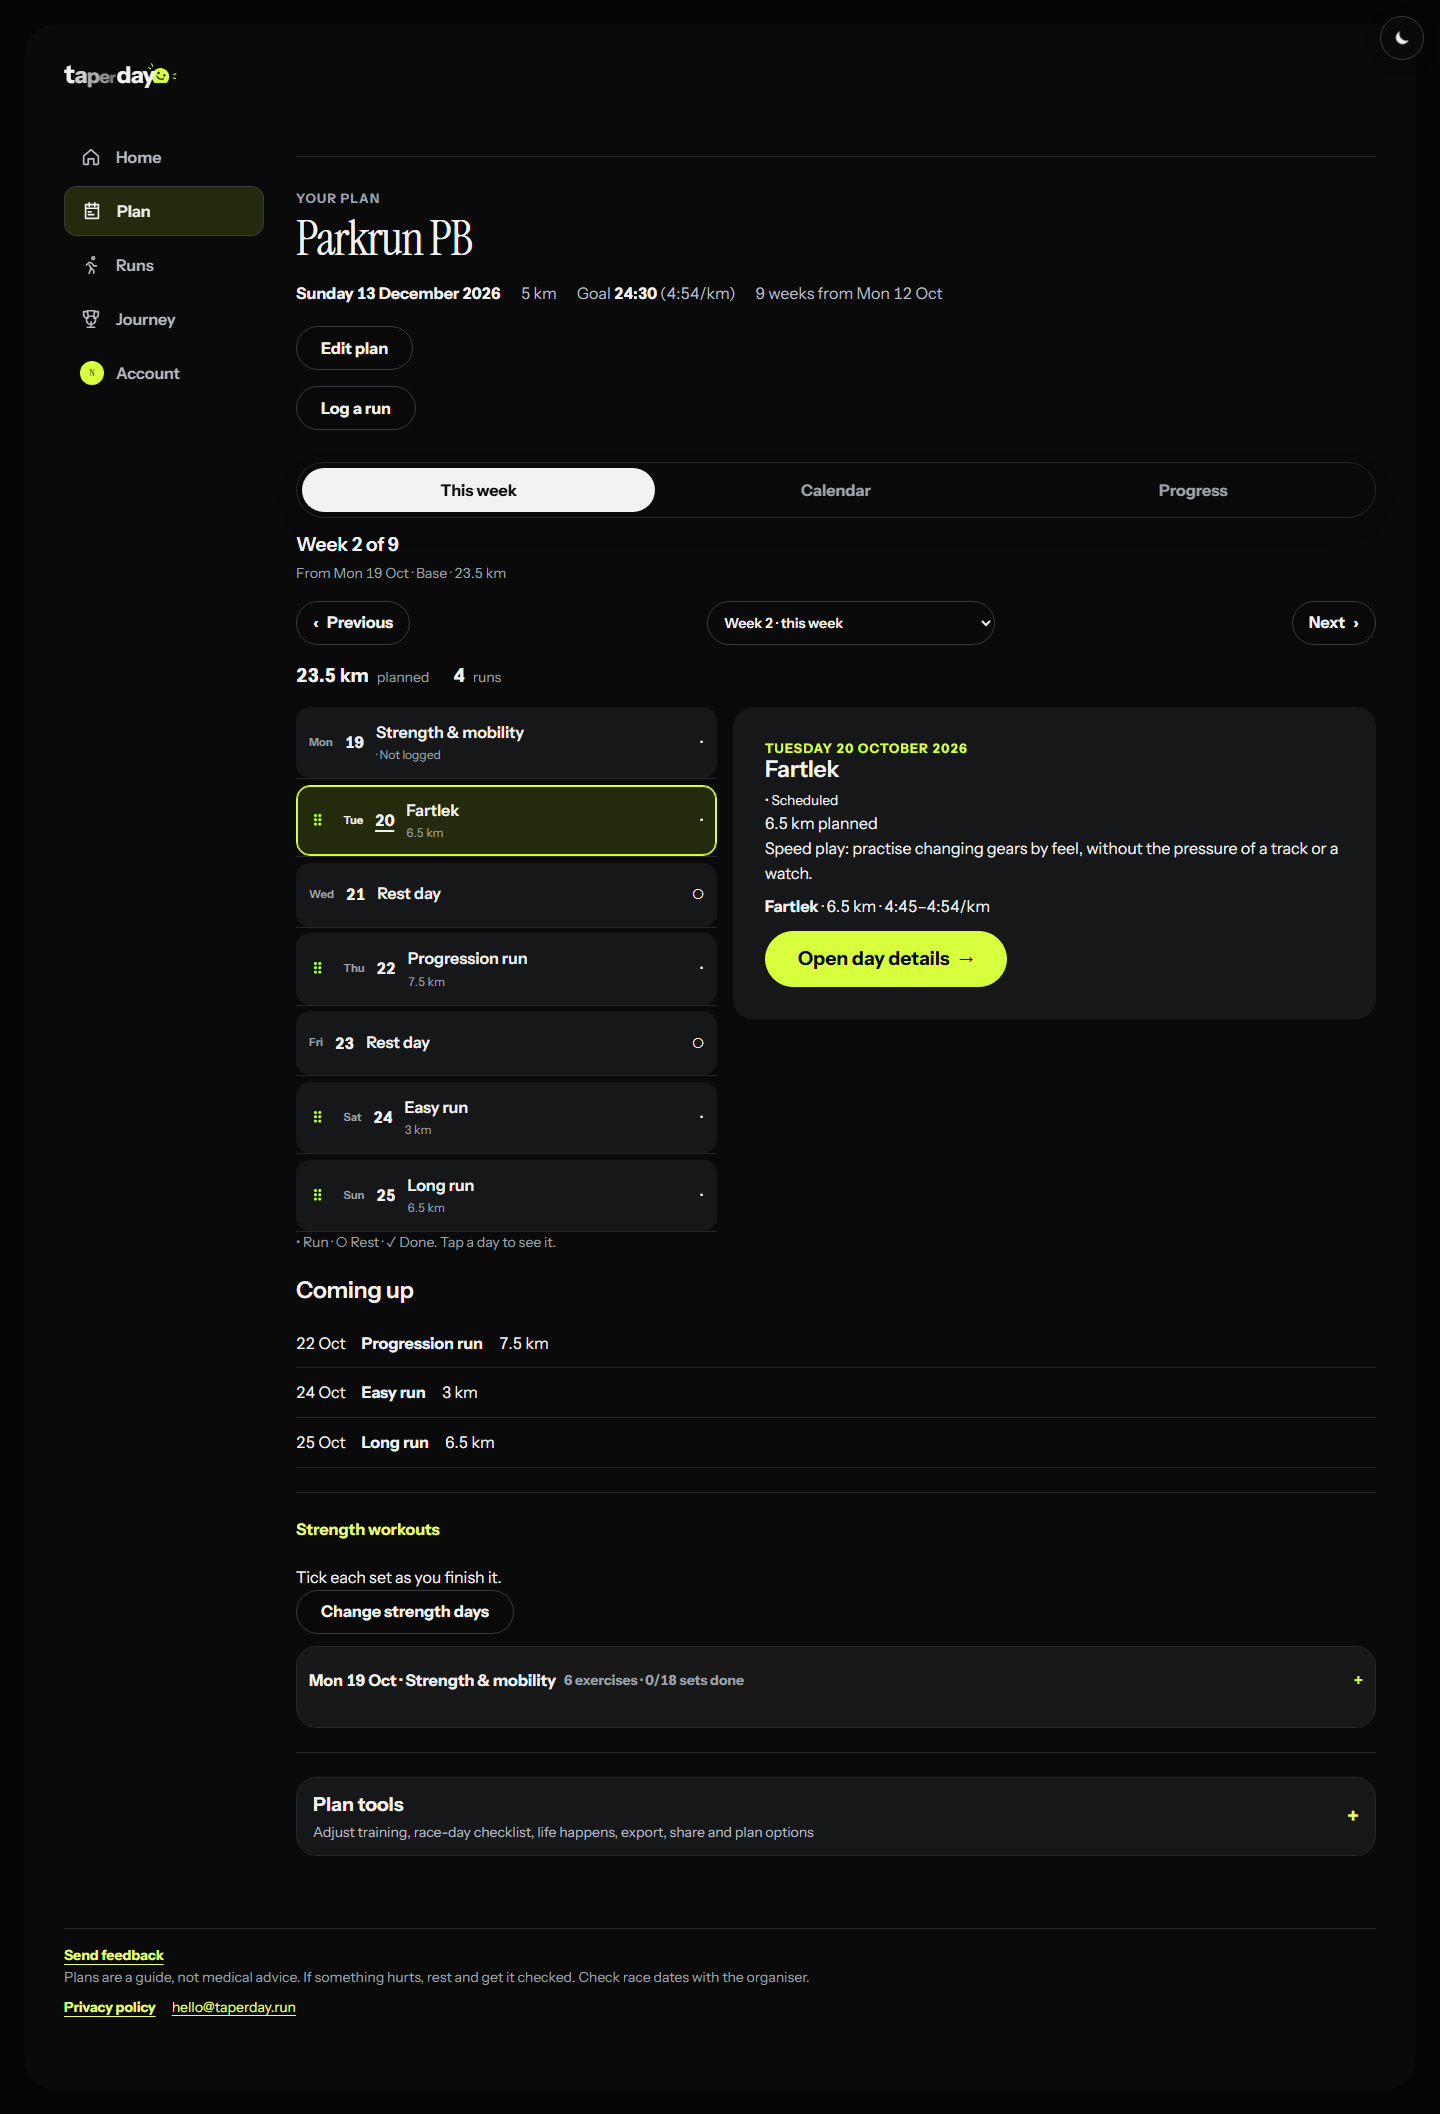 taperday
Home
Plan
Runs
Journey
N Account
YOUR PLAN
Parkrun PB
Sunday 13 December 2026 5 km Goal 24:30 (4:54/km) 9 weeks from Mon 12 Oct
Edit plan
Log a run
This week Calendar Progress
Week 2 of 9
From Mon 19 Oct · Base · 23.5 km
‹ Previous Week 2 · this week Next ›
23.5 km planned 4 runs
Mon 19 Strength & mobility
· Not logged
Tue 20 Fartlek
6.5 km
Wed 21 Rest day
Thu 22 Progression run
7.5 km
Fri 23 Rest day
Sat 24 Easy run
3 km
Sun 25 Long run
6.5 km
• Run · ○ Rest · ✓ Done. Tap a day to see it.
TUESDAY 20 OCTOBER 2026
Fartlek
• Scheduled
6.5 km planned
Speed play: practise changing gears by feel, without the pressure of a track or a
watch.
Fartlek · 6.5 km · 4:45–4:54/km
Open day details →
Coming up
22 Oct Progression run 7.5 km
24 Oct Easy run 3 km
25 Oct Long run 6.5 km
Strength workouts
Tick each set as you finish it.
Change strength days
Mon 19 Oct · Strength & mobility 6 exercises · 0/18 sets done +
Plan tools +
Adjust training, race-day checklist, life happens, export, share and plan options
Send feedback
Plans are a guide, not medical advice. If something hurts, rest and get it checked. Check race dates with the organiser.
Privacy policy hello@taperday.run